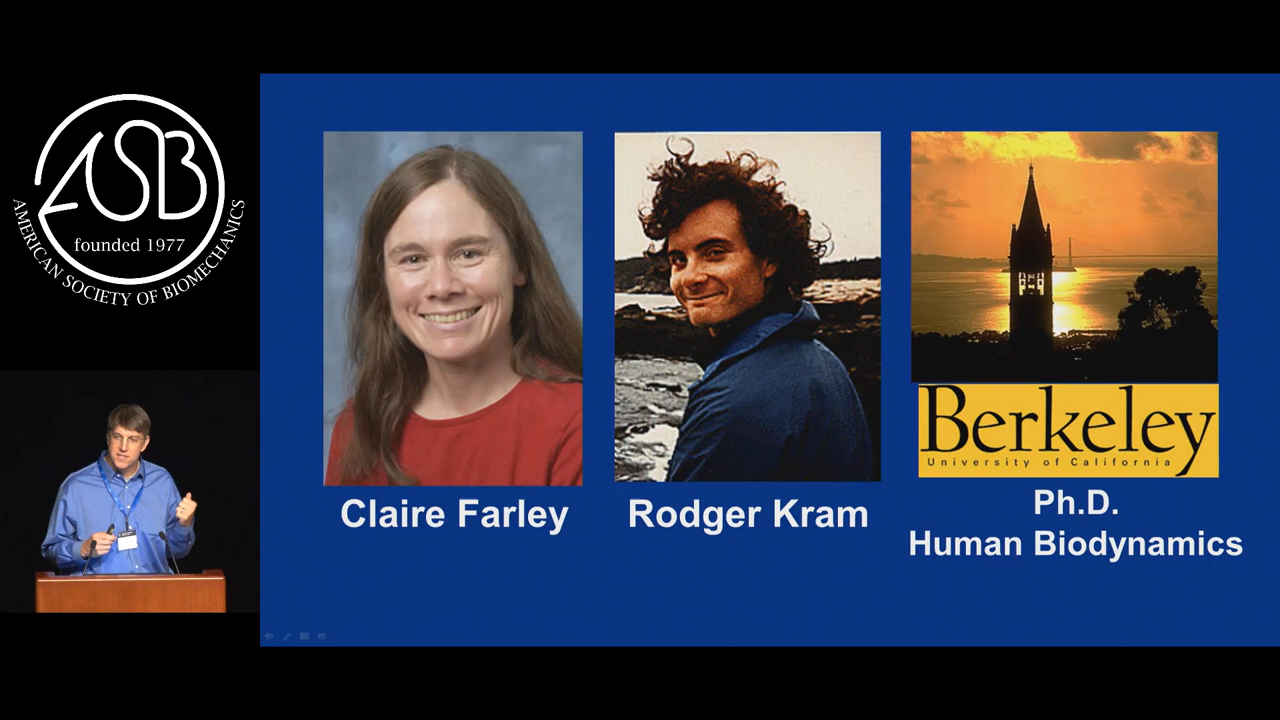 ASB
founded 1977
AMERICAN SOCIETY OF BIOMECHANICS
Claire Farley
Rodger Kram
Berkeley
University of California
Ph.D.
Human Biodynamics